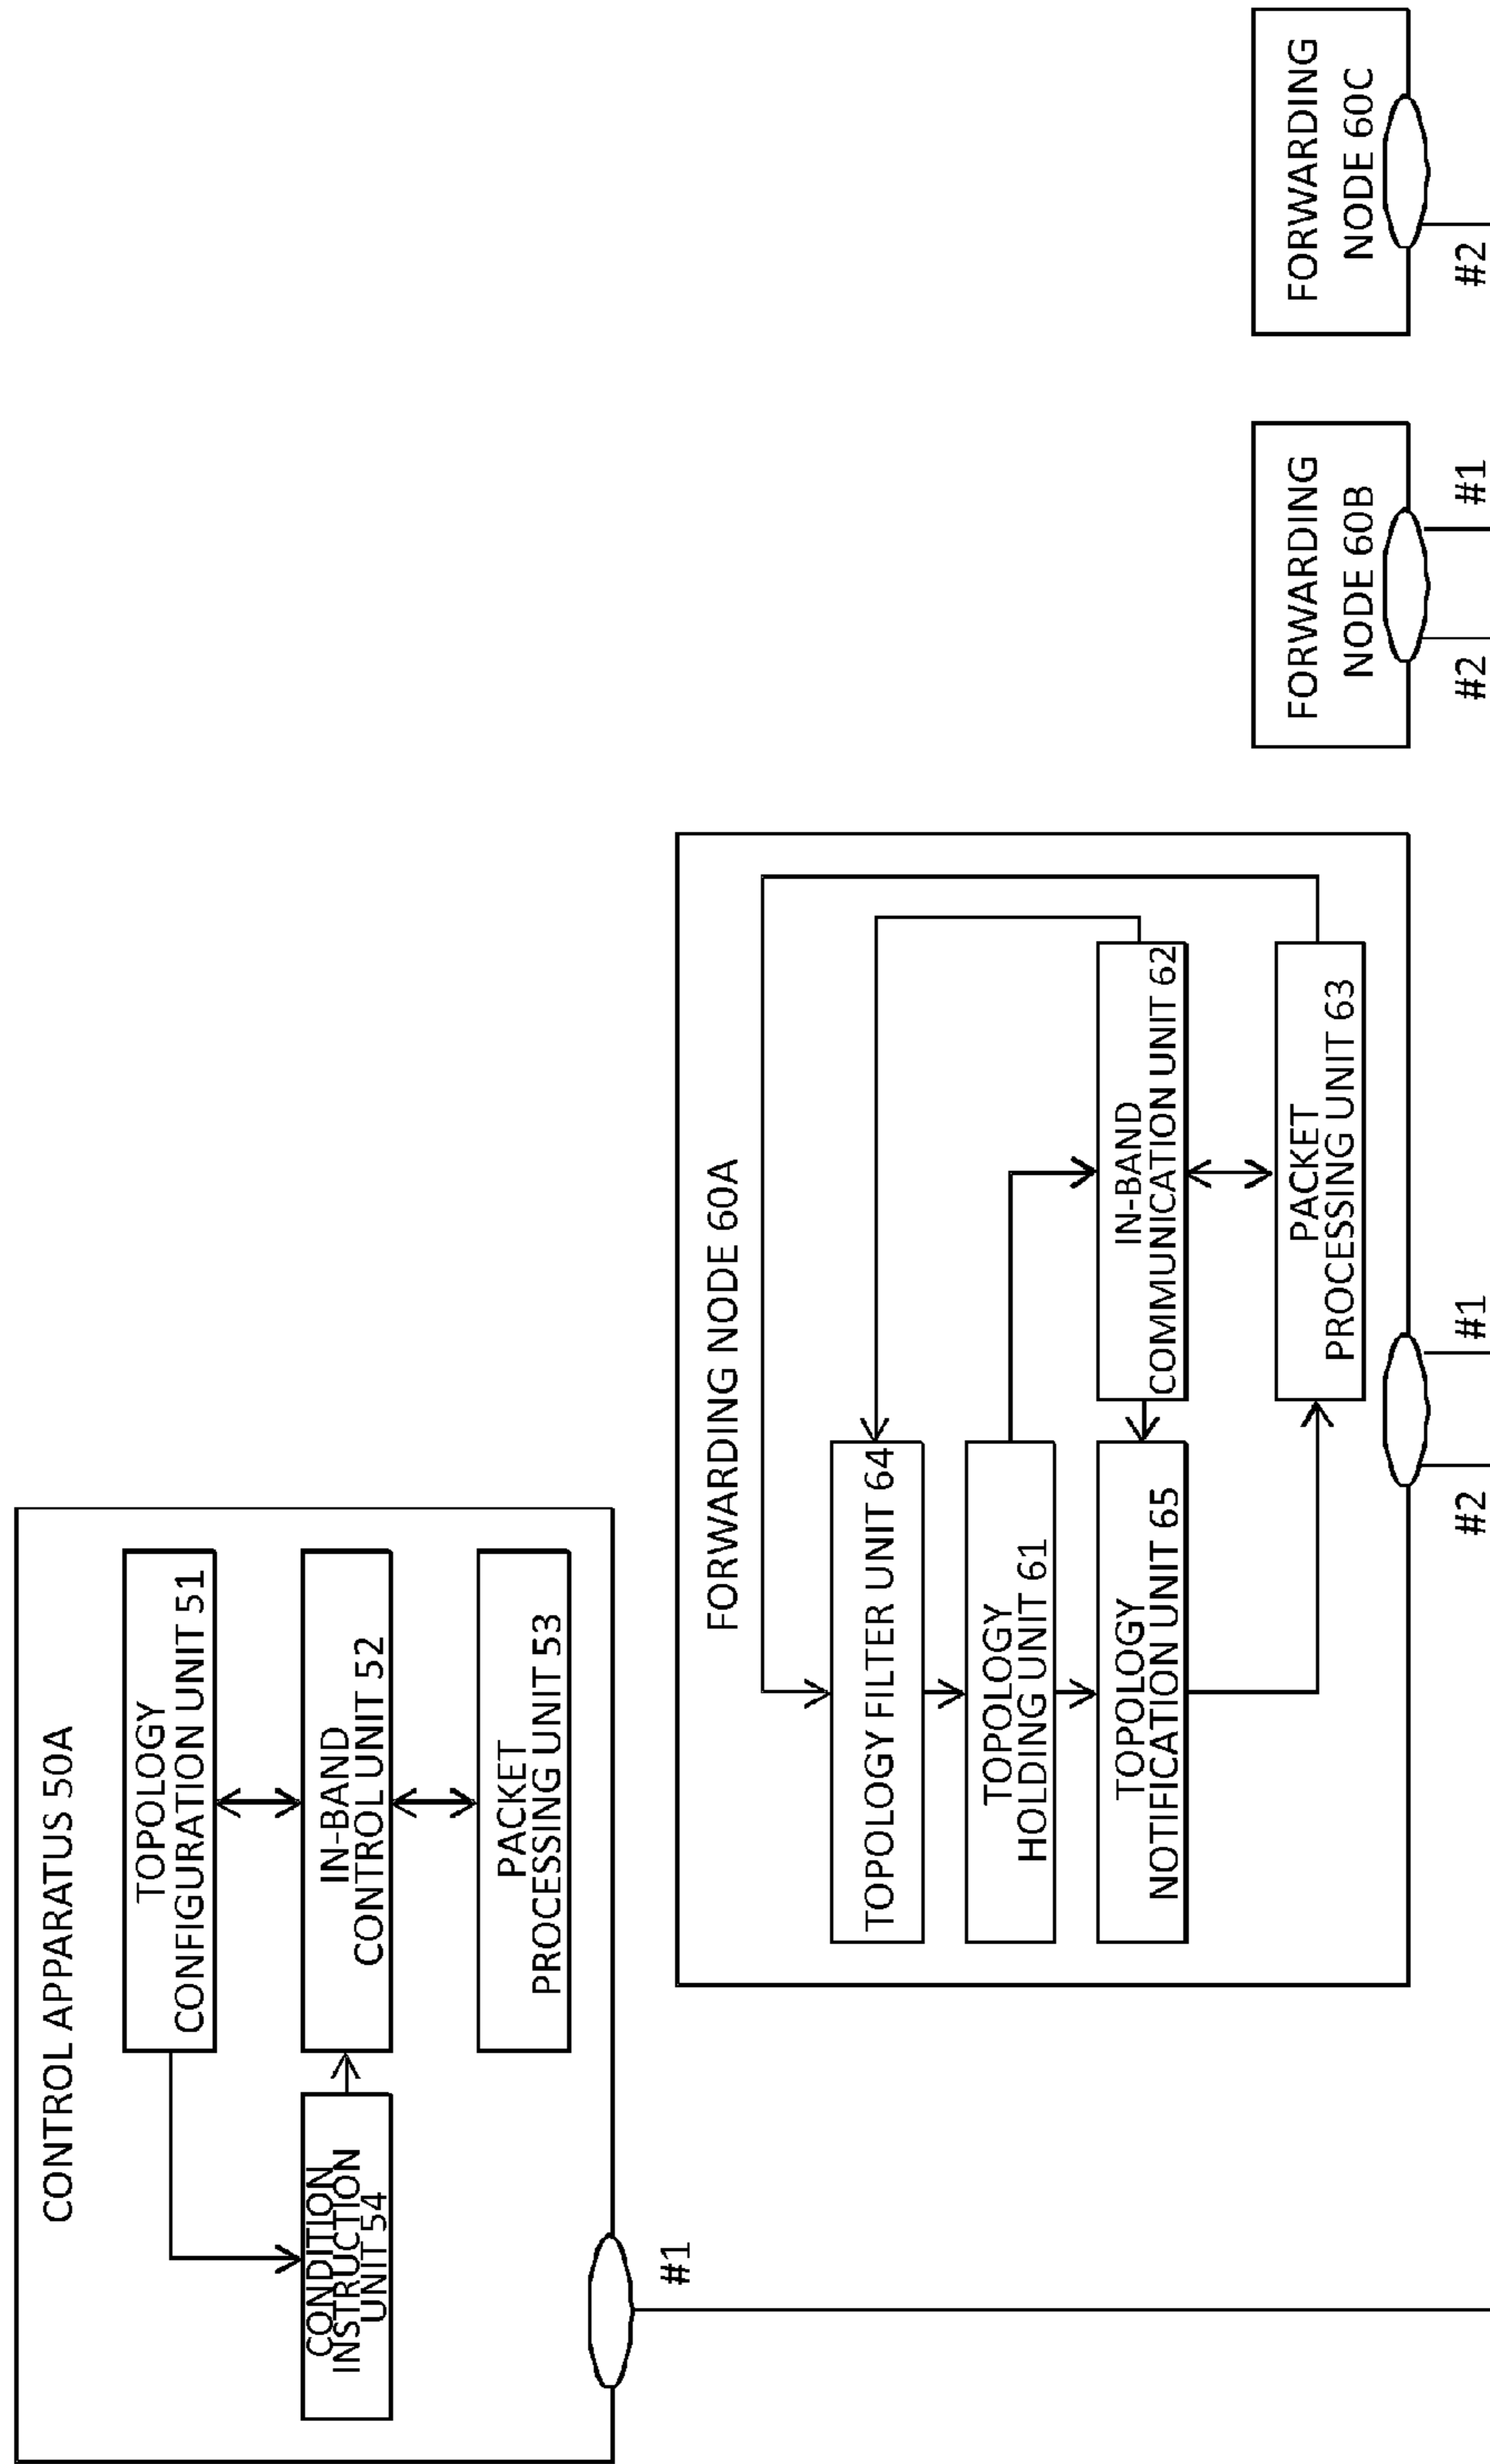 CONTROL APPARATUS 50A
TOPOLOGY
CONFIGURATION UNIT 51
CONDITION
INSTRUCTION
UNIT 54
IN-BAND
CONTROL UNIT 52
PACKET
PROCESSING UNIT 53
#1
FORWARDING NODE 60A
TOPOLOGY FILTER UNIT 64
TOPOLOGY
HOLDING UNIT 61
TOPOLOGY
NOTIFICATION UNIT 65
IN-BAND
COMMUNICATION UNIT 62
PACKET
PROCESSING UNIT 63
#2
#1
FORWARDING
NODE 60B
#2
#1
FORWARDING
NODE 60C
#2